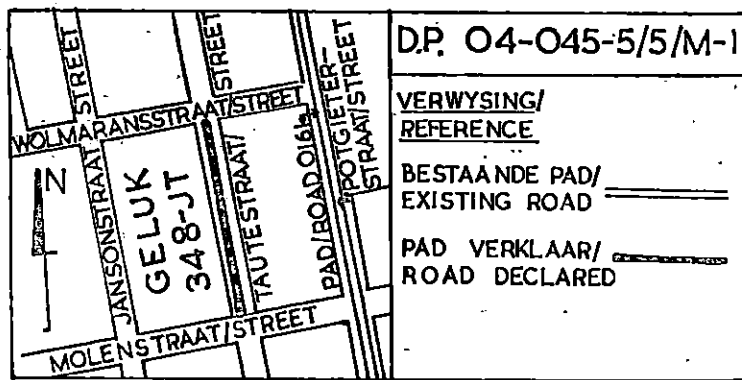 D.P. 04-045-5/5/M-1
VERWYSING/
REFERENCE
BESTAANDE PAD/
EXISTING ROAD
PAD VERKLAAR/
ROAD DECLARED
STREET
STREET
POTGIETER-
STRAAT/STREET
WOLMARANSSTRAAT/STREET
N
JANSONSTRAAT
GELUK
348-JT
TAUTESTRAAT/
PAD/ROAD 0161
MOLENSTRAAT/STREET